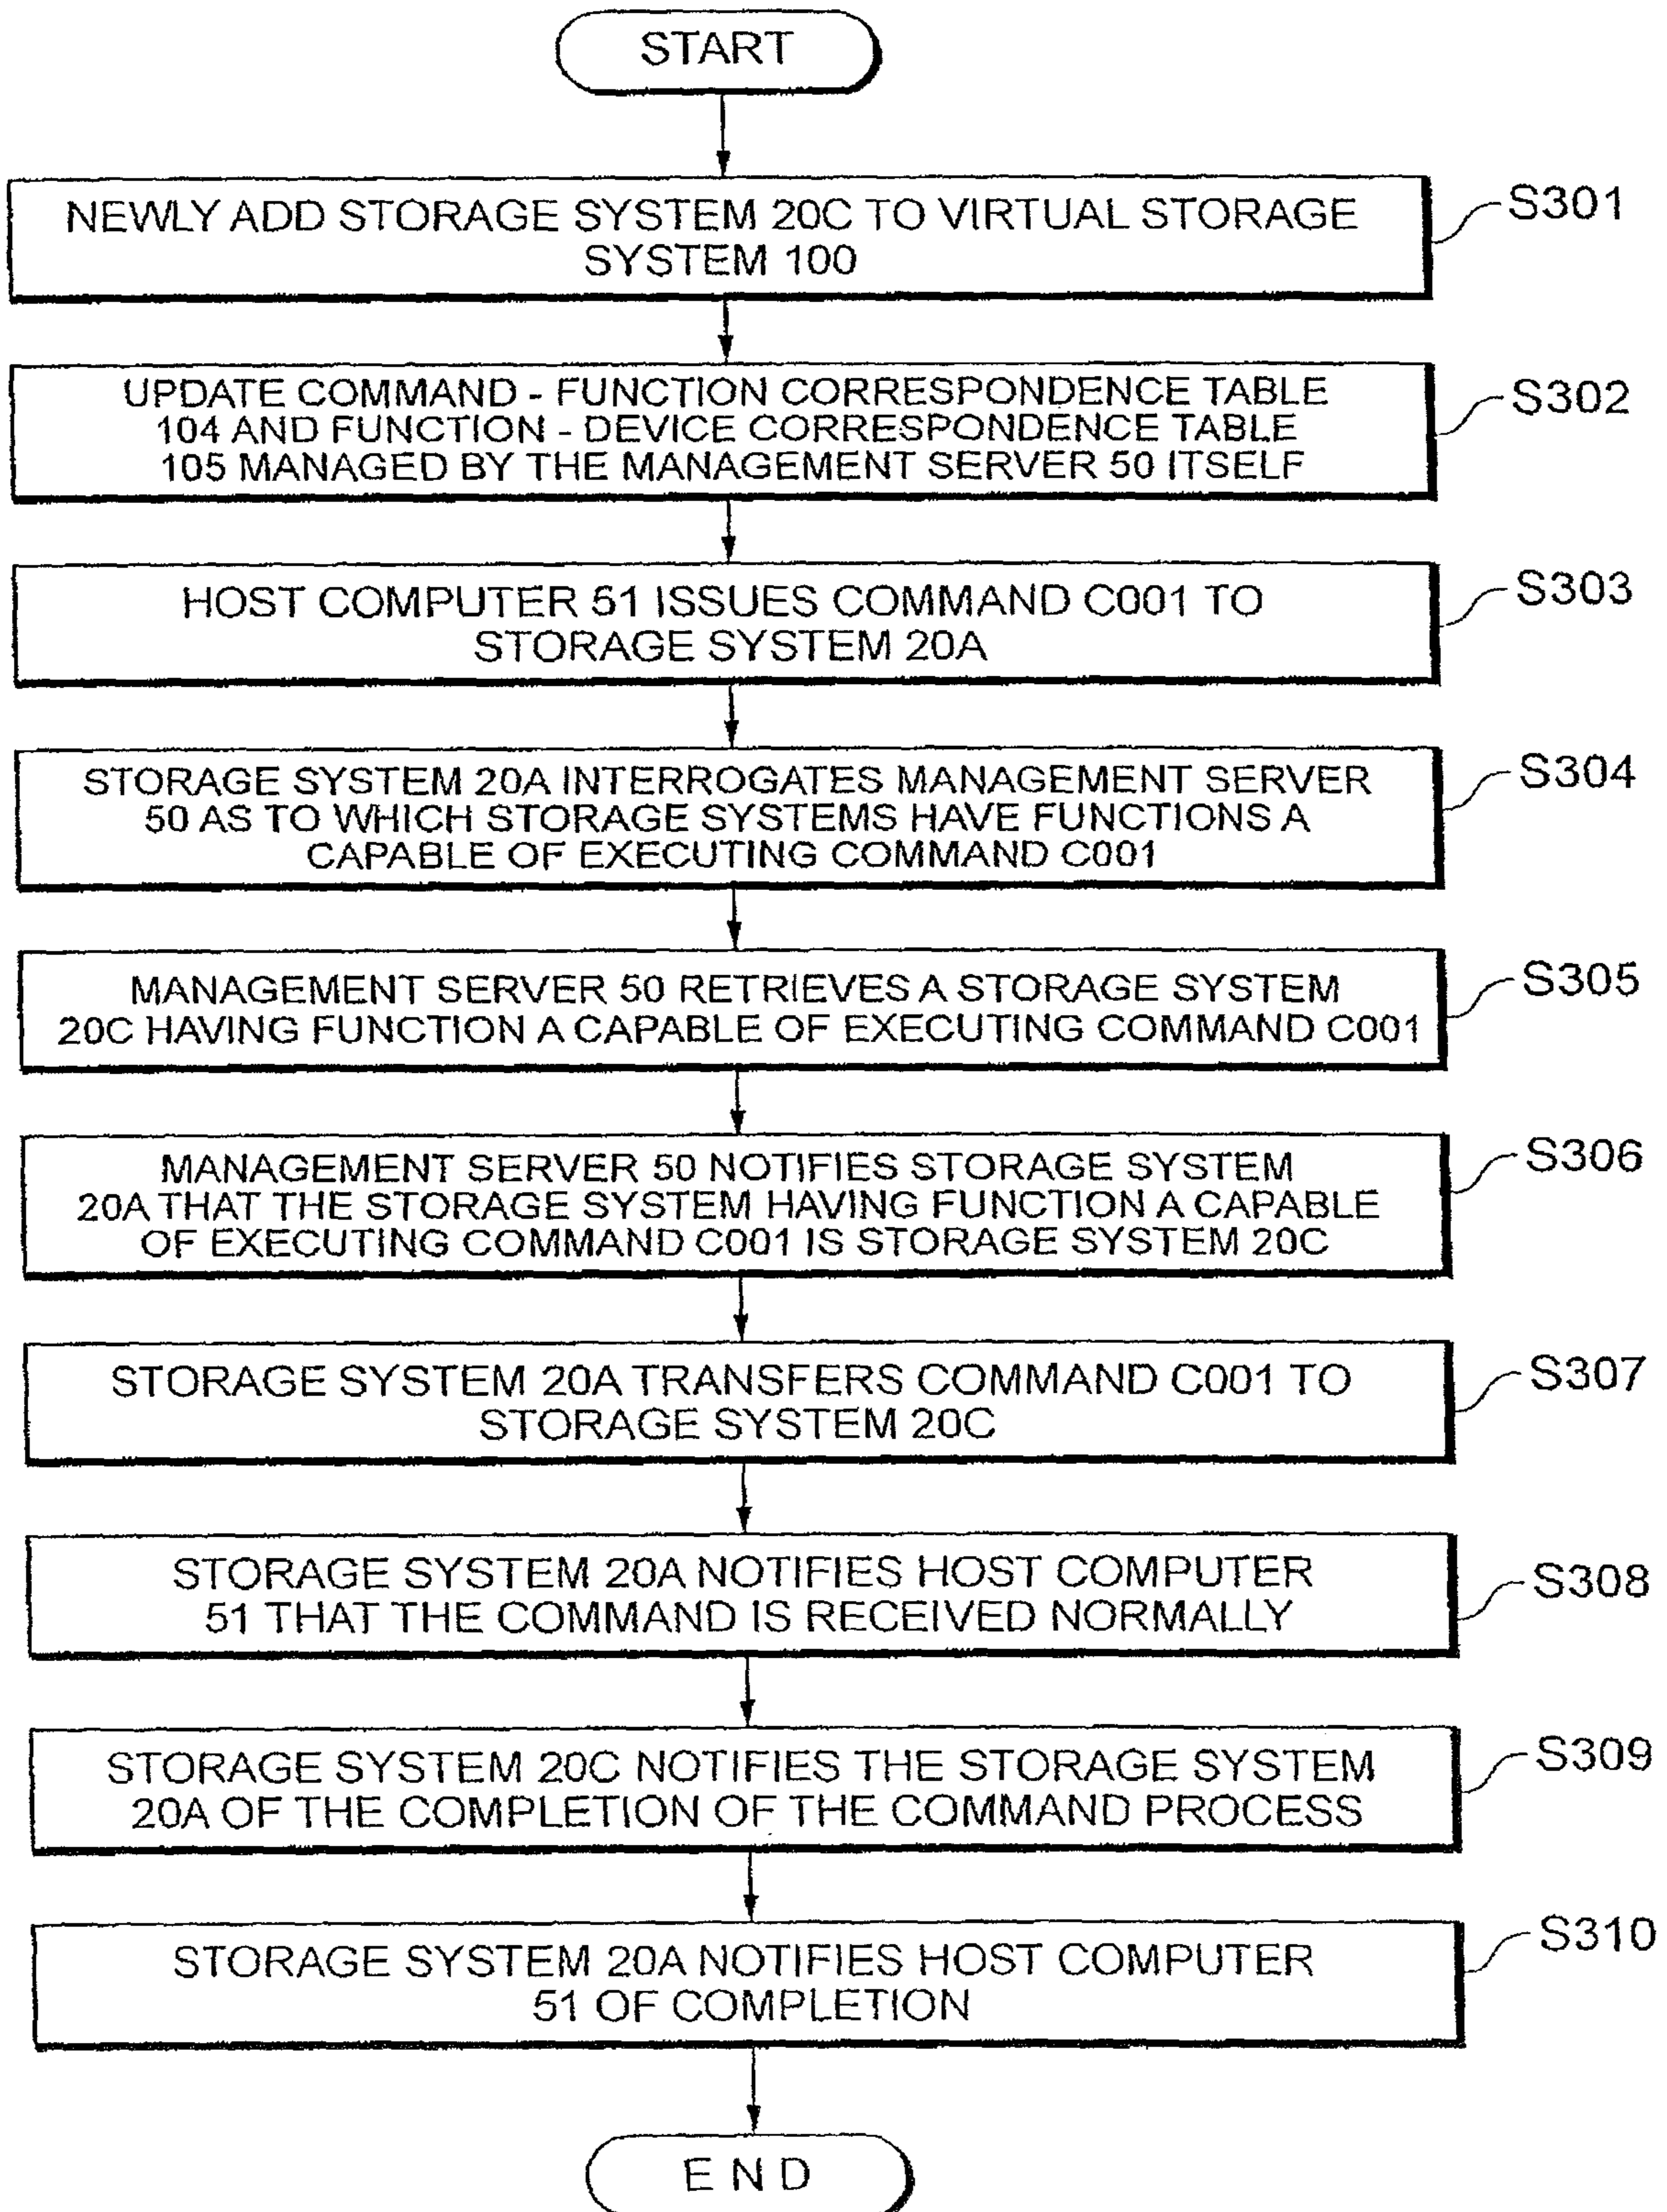 START
NEWLY ADD STORAGE SYSTEM 20C TO VIRTUAL STORAGE
SYSTEM 100
S301
UPDATE COMMAND - FUNCTION CORRESPONDENCE TABLE
104 AND FUNCTION - DEVICE CORRESPONDENCE TABLE
105 MANAGED BY THE MANAGEMENT SERVER 50 ITSELF
S302
HOST COMPUTER 51 ISSUES COMMAND C001 TO
STORAGE SYSTEM 20A
S303
STORAGE SYSTEM 20A INTERROGATES MANAGEMENT SERVER
50 AS TO WHICH STORAGE SYSTEMS HAVE FUNCTIONS A
CAPABLE OF EXECUTING COMMAND C001
S304
MANAGEMENT SERVER 50 RETRIEVES A STORAGE SYSTEM
20C HAVING FUNCTION A CAPABLE OF EXECUTING COMMAND C001
S305
MANAGEMENT SERVER 50 NOTIFIES STORAGE SYSTEM
20A THAT THE STORAGE SYSTEM HAVING FUNCTION A CAPABLE
OF EXECUTING COMMAND C001 IS STORAGE SYSTEM 20C
S306
STORAGE SYSTEM 20A TRANSFERS COMMAND C001 TO
STORAGE SYSTEM 20C
S307
STORAGE SYSTEM 20A NOTIFIES HOST COMPUTER
51 THAT THE COMMAND IS RECEIVED NORMALLY
S308
STORAGE SYSTEM 20C NOTIFIES THE STORAGE SYSTEM
20A OF THE COMPLETION OF THE COMMAND PROCESS
S309
STORAGE SYSTEM 20A NOTIFIES HOST COMPUTER
51 OF COMPLETION
S310
END